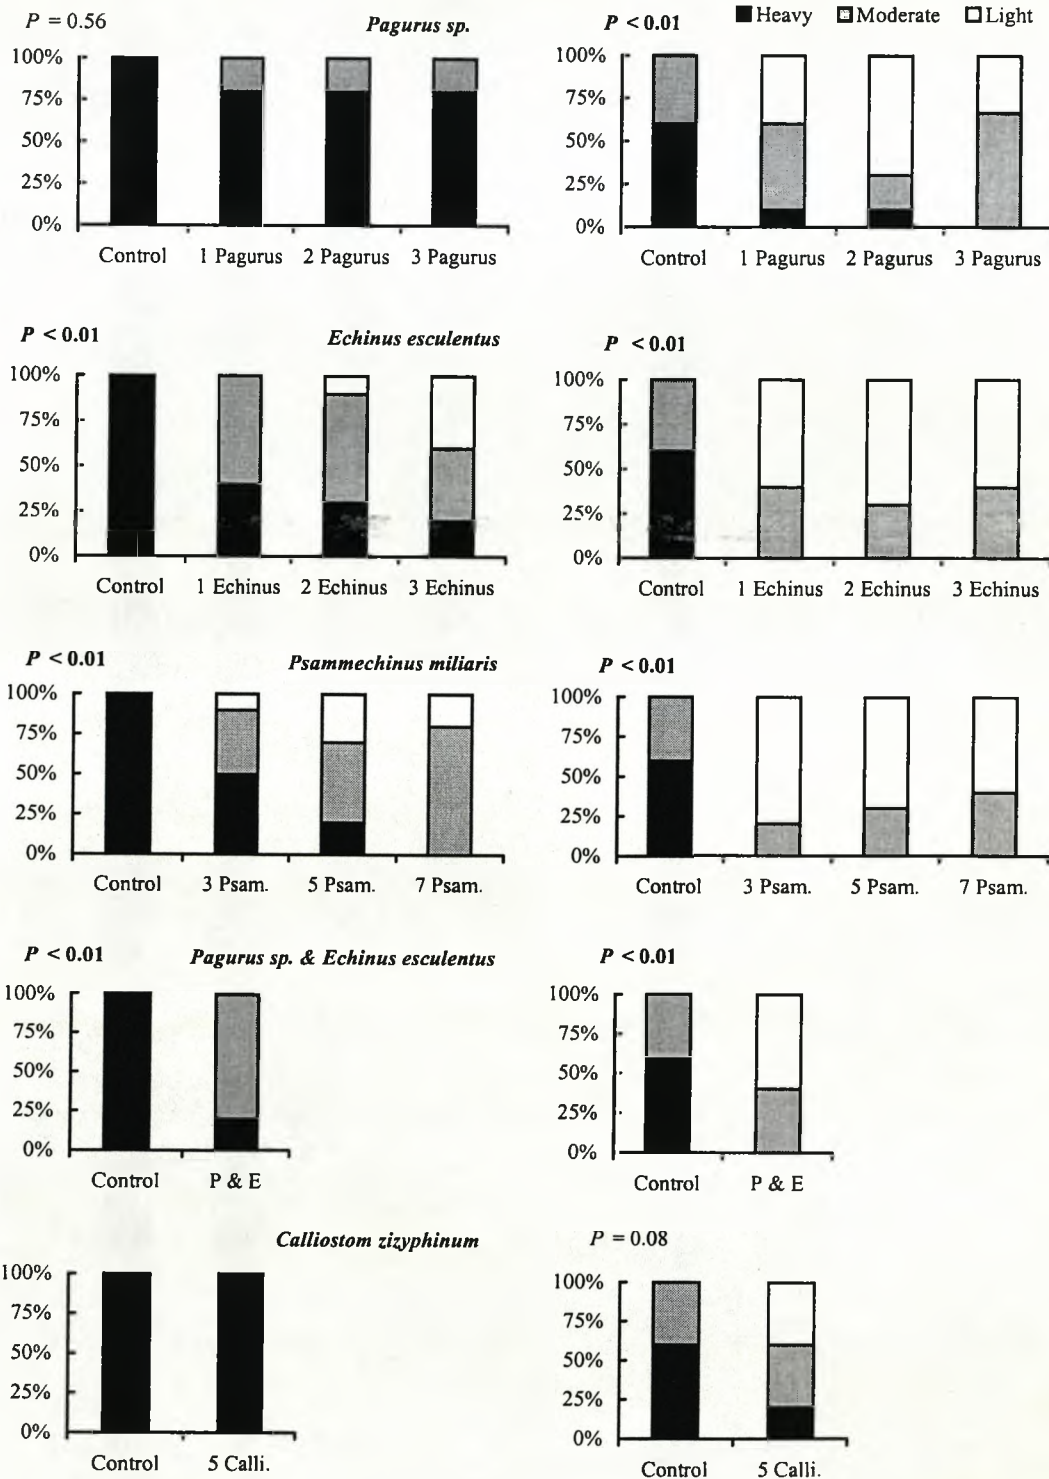 P = 0.56 Pagurus sp. P < 0.01 Heavy Moderate Light
100% 100%
75% 75%
50% 50%
25% 25%
0% 0%
Control 1 Pagurus 2 Pagurus 3 Pagurus Control 1 Pagurus 2 Pagurus 3 Pagurus
P < 0.01 Echinus esculentus P < 0.01
100% 100%
75% 75%
50% 50%
25% 25%
0% 0%
Control 1 Echinus 2 Echinus 3 Echinus Control 1 Echinus 2 Echinus 3 Echinus
P < 0.01 Psammechinus miliaris P < 0.01
100% 100%
75% 75%
50% 50%
25% 25%
0% 0%
Control 3 Psam. 5 Psam. 7 Psam. Control 3 Psam. 5 Psam. 7 Psam.
P < 0.01 Pagurus sp. & Echinus esculentus P < 0.01
100% 100%
75% 75%
50% 50%
25% 25%
0% 0%
Control P & E Control P & E
Calliostom zizyphinum P = 0.08
100% 100%
75% 75%
50% 50%
25% 25%
0% 0%
Control 5 Calli. Control 5 Calli.